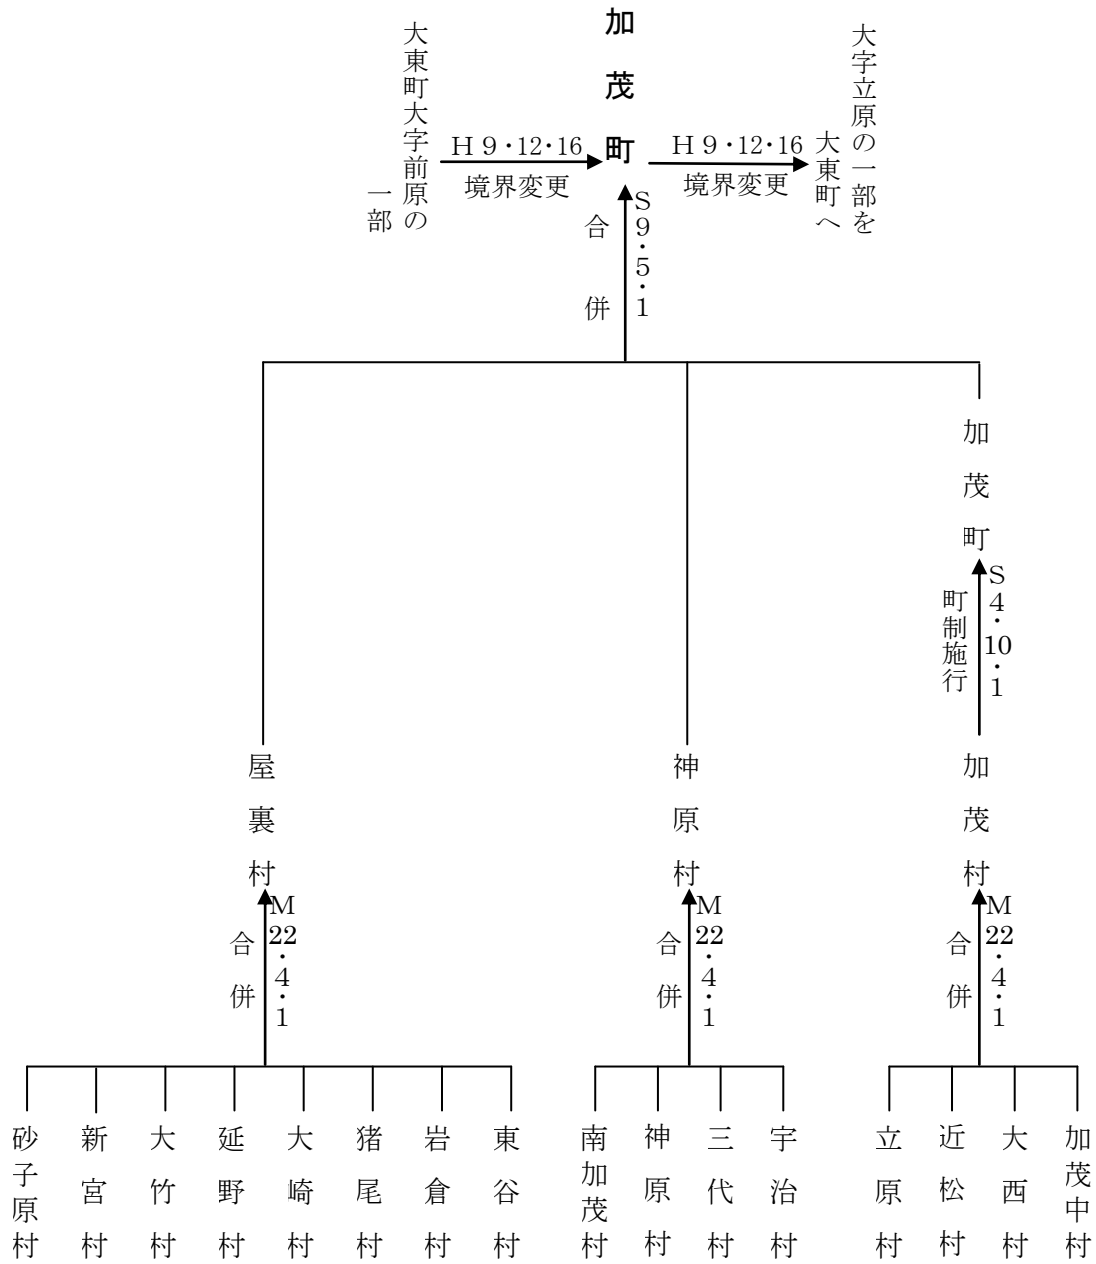 加茂町
大字立原の一部を
大東町へ
H 9・12・16
境界変更
大東町大字前原の
一部
H 9・12・16
境界変更
S9・5・1
合併
加茂町
S4・10・1
町制施行
加茂村
M22・4・1
合併
加茂中村
大西村
近松村
立原村
神原村
M22・4・1
合併
宇治村
三代村
神原村
南加茂村
屋裏村
M22・4・1
合併
東谷村
岩倉村
猪尾村
大崎村
延野村
大竹村
新宮村
砂子原村